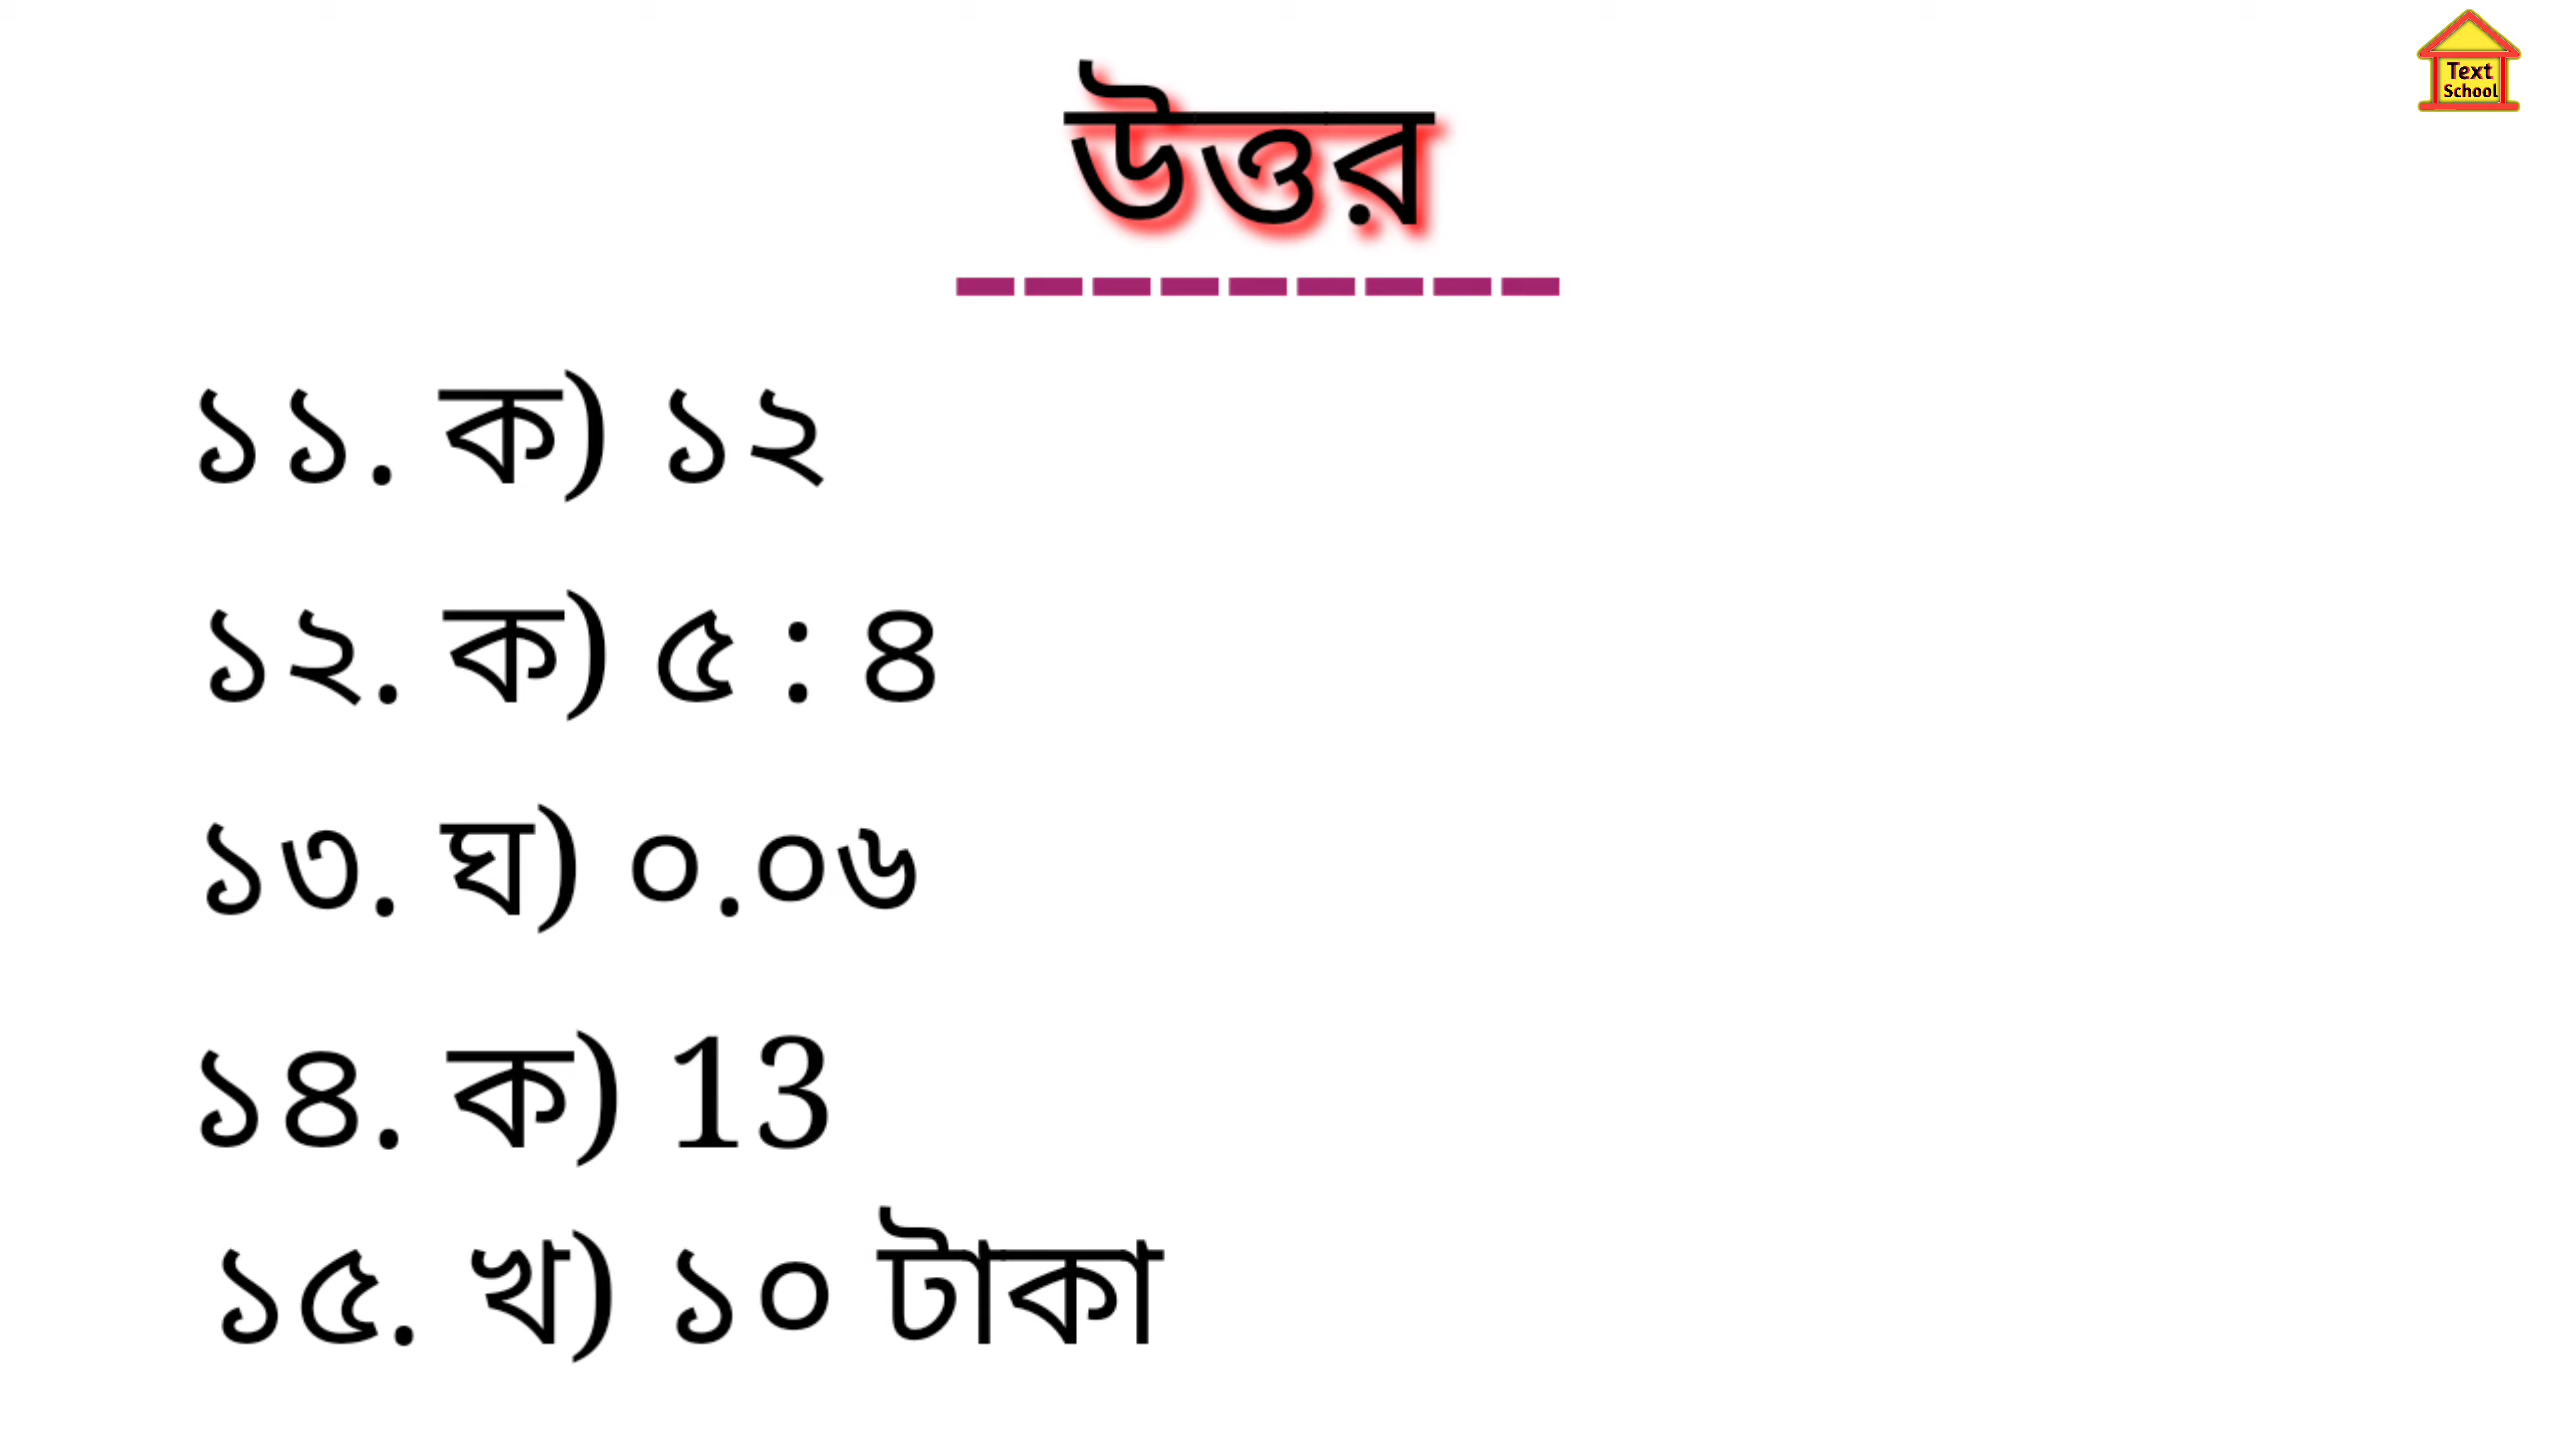 Text
School
উত্তর
---------
১১. ক) ১২
১২. ক) ৫ : ৪
১৩. ঘ) ০.০৬
১৪. ক) 13
১৫. খ) ১০ টাকা